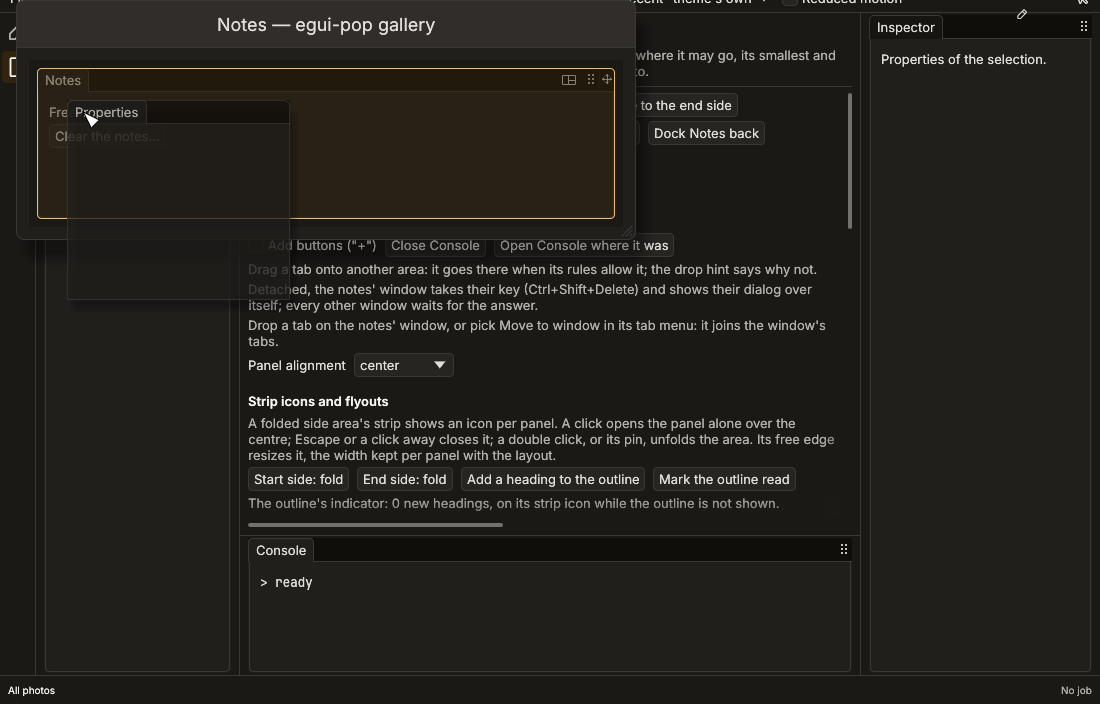 Notes — egui-pop gallery
theme's own
Reduced motion
Notes
Properties
Clear the notes...
where it may go, its smallest and
to the end side
Dock Notes back
Add buttons ("+")
Close Console
Open Console where it was
Drag a tab onto another area: it goes there when its rules allow it; the drop hint says why not.
Detached, the notes' window takes their key (Ctrl+Shift+Delete) and shows their dialog over
itself; every other window waits for the answer.
Drop a tab on the notes' window, or pick Move to window in its tab menu: it joins the window's
tabs.
Panel alignment
center
Strip icons and flyouts
A folded side area's strip shows an icon per panel. A click opens the panel alone over the
centre; Escape or a click away closes it; a double click, or its pin, unfolds the area. Its free edge
resizes it, the width kept per panel with the layout.
Start side: fold
End side: fold
Add a heading to the outline
Mark the outline read
The outline's indicator: 0 new headings, on its strip icon while the outline is not shown.
Console
> ready
Inspector
Properties of the selection.
All photos
No job